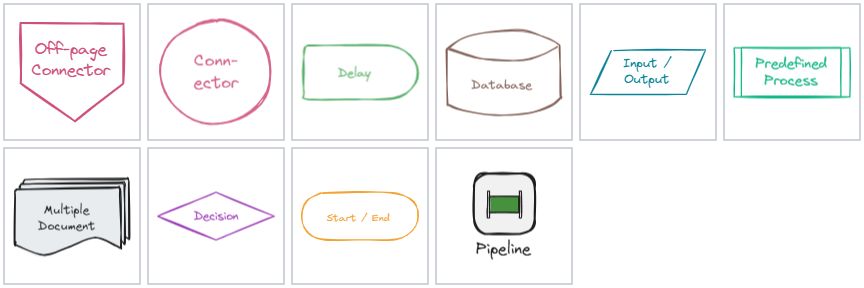 Off-page
Connector
Conn-
ector
Delay
Database
Input /
Output
Predefined
Process
Multiple
Document
Decision
Start / End
Pipeline